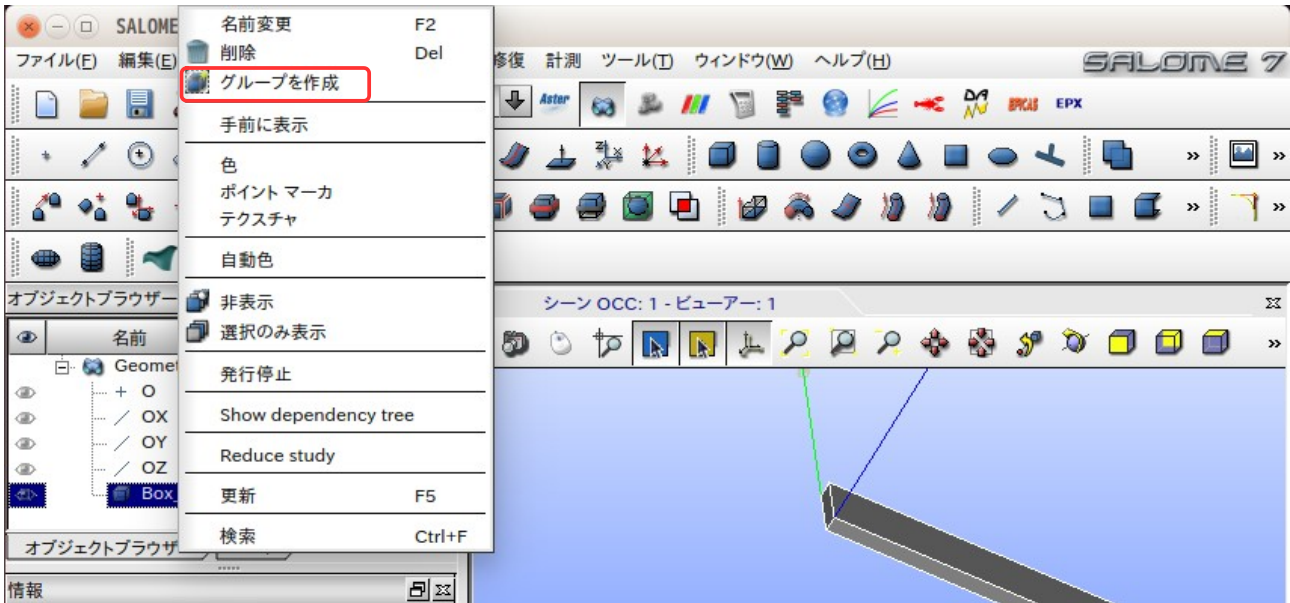 SALOME
名前変更 F2
削除 Del
グループを作成
手前に表示
色
ポイント マーカ
テクスチャ
自動色
非表示
選択のみ表示
発行停止
Show dependency tree
Reduce study
更新 F5
検索 Ctrl+F
ファイル(F) 編集(E) 修復 計測 ツール(T) ウィンドウ(W) ヘルプ(H)
SALOME 7
Aster
EPX
オブジェクトブラウザー
シーン OCC: 1 - ビューアー: 1
名前
Geomet
O
OX
OY
OZ
Box_
オブジェクトブラウザ
情報